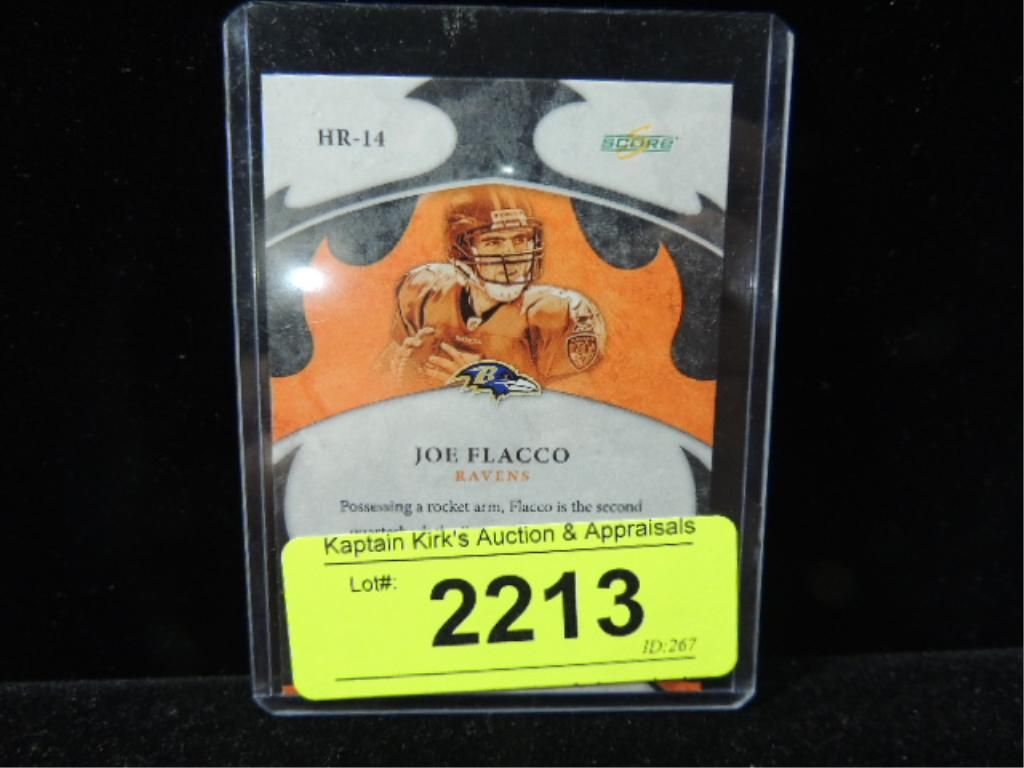 HR-14
SCORE
JOE FLACCO
RAVENS
Possessing a rocket arm, Flacco is the second
Kaptain Kirk's Auction & Appraisals
Lot#:
2213
ID:267